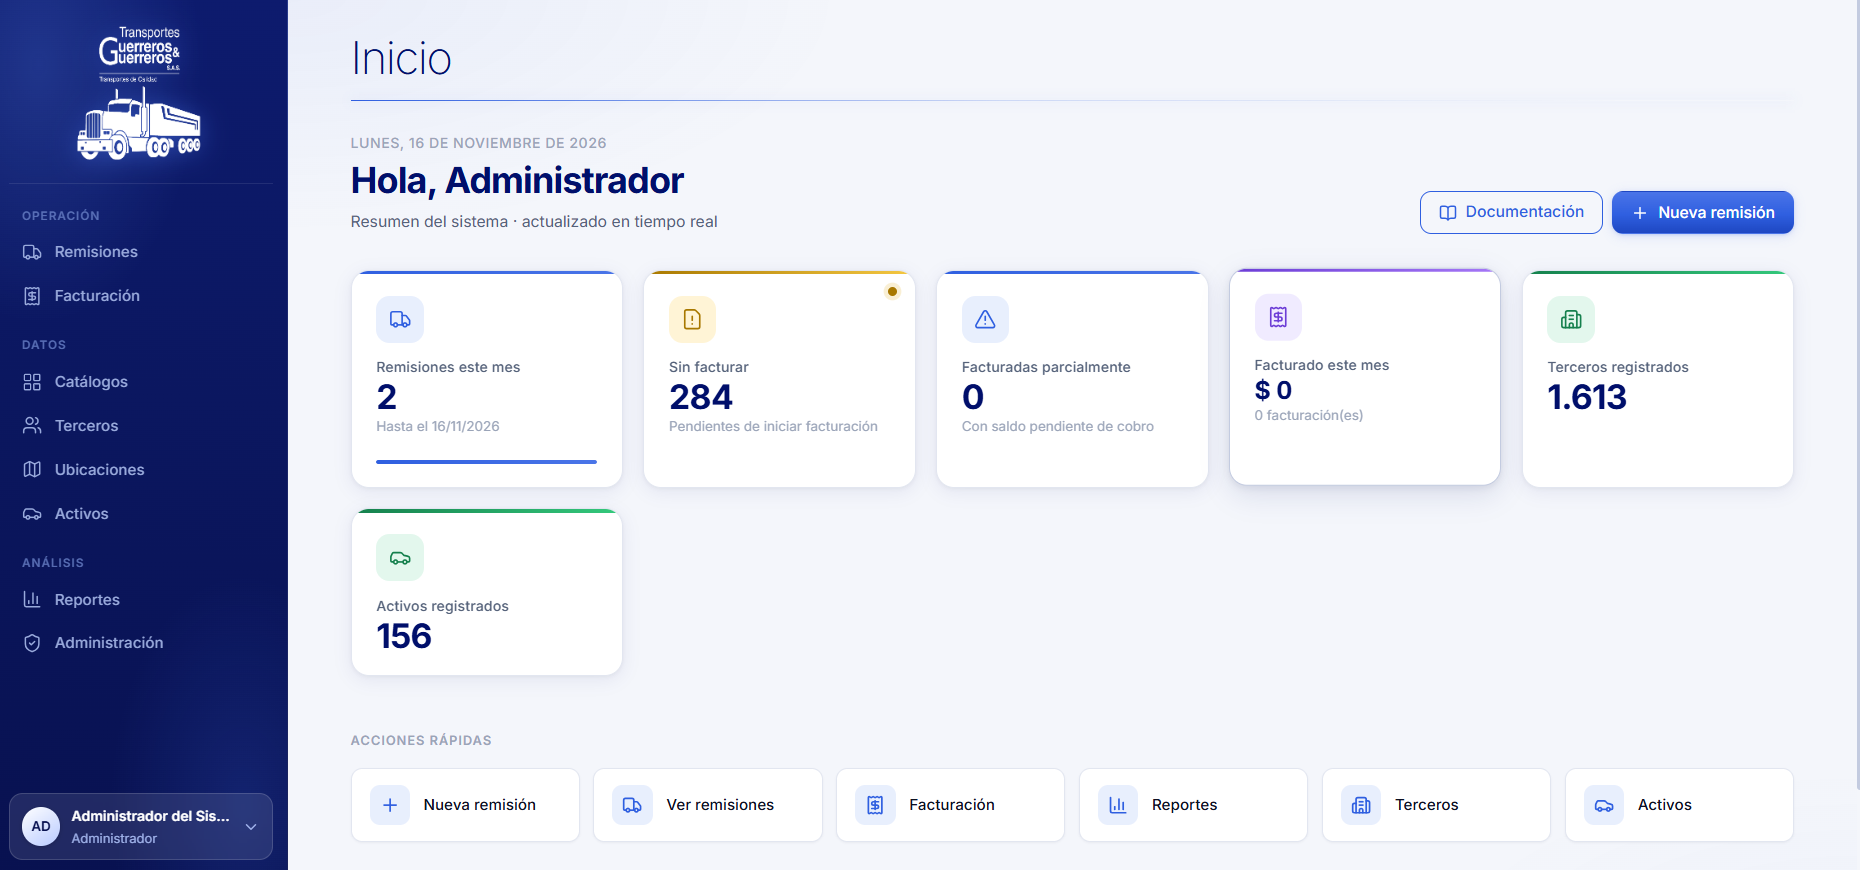 Transportes
Guerreros&
Guerreros
S.A.S.
Transportes de Calidad
OPERACIÓN
Remisiones
Facturación
DATOS
Catálogos
Terceros
Ubicaciones
Activos
ANÁLISIS
Reportes
Administración
AD
Administrador del Sis...
Administrador
Inicio
LUNES, 16 DE NOVIEMBRE DE 2026
Hola, Administrador
Resumen del sistema · actualizado en tiempo real
Documentación
Nueva remisión
Remisiones este mes
2
Hasta el 16/11/2026
Sin facturar
284
Pendientes de iniciar facturación
Facturadas parcialmente
0
Con saldo pendiente de cobro
Facturado este mes
$ 0
0 facturación(es)
Terceros registrados
1.613
Activos registrados
156
ACCIONES RÁPIDAS
Nueva remisión
Ver remisiones
Facturación
Reportes
Terceros
Activos